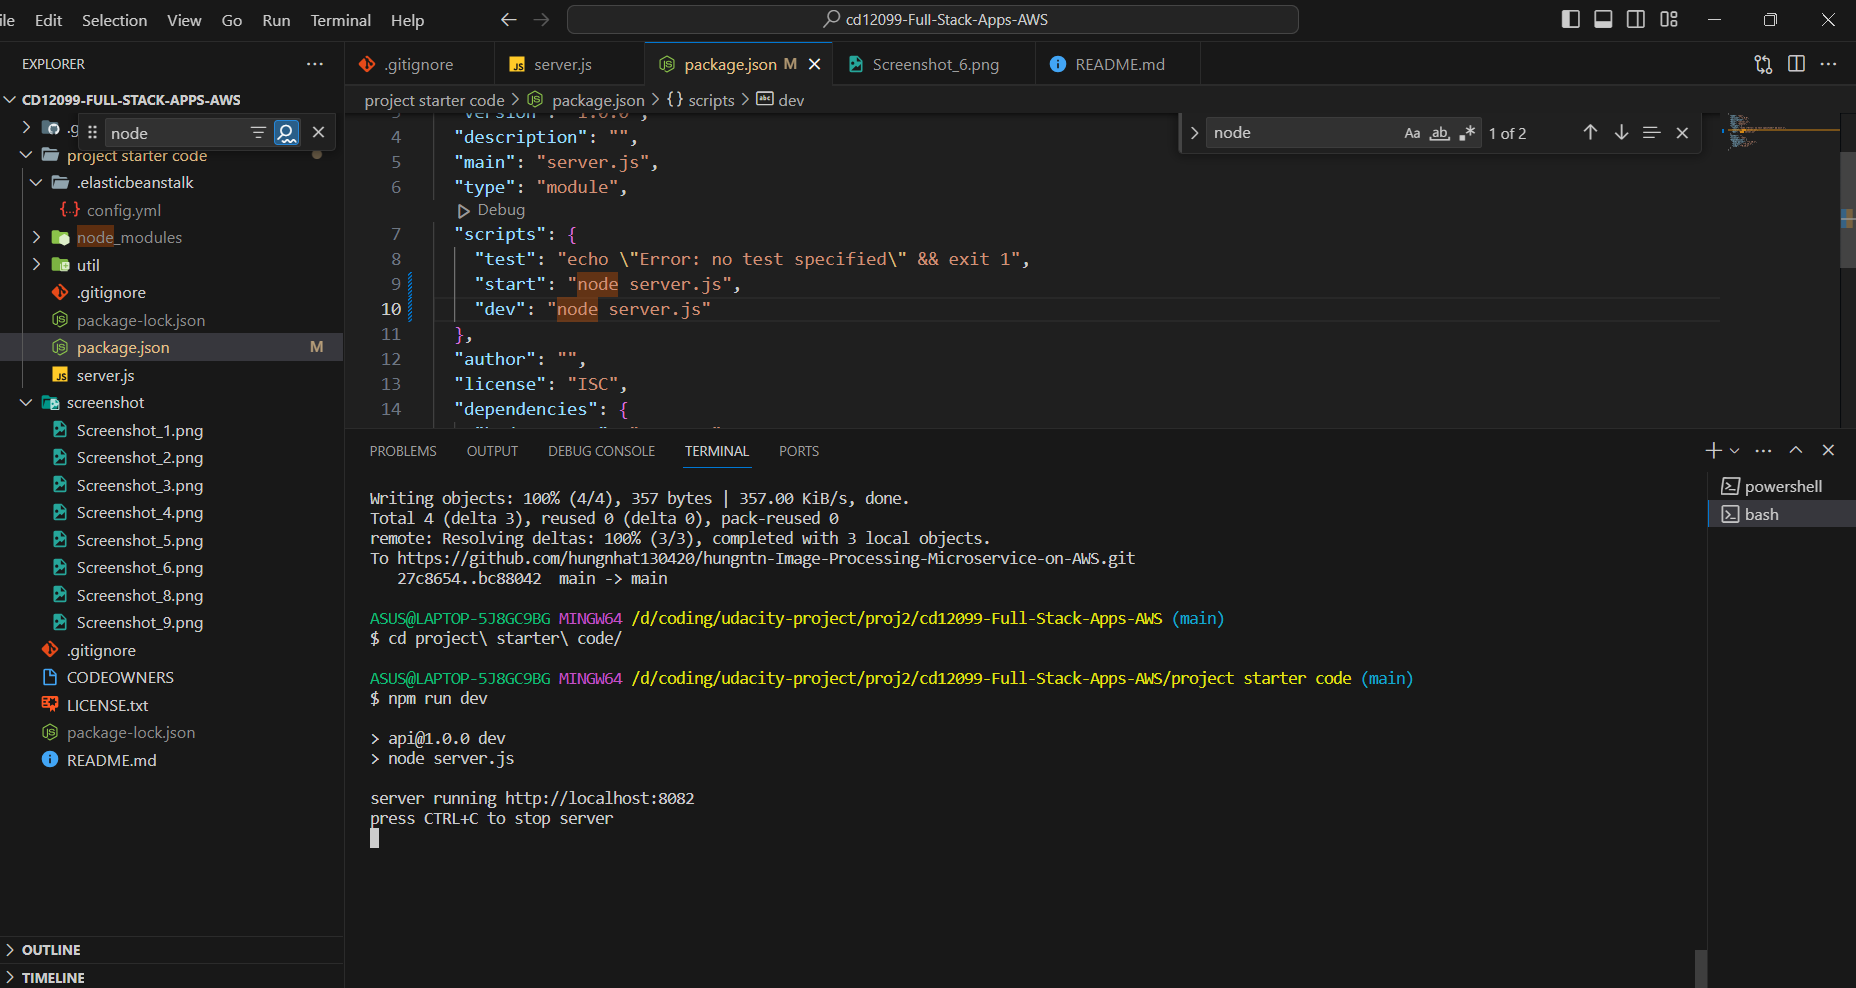 ile Edit Selection View Go Run Terminal Help
cd12099-Full-Stack-Apps-AWS
EXPLORER
CD12099-FULL-STACK-APPS-AWS
.g
node
project starter code
.elasticbeanstalk
config.yml
node_modules
util
.gitignore
package-lock.json
package.json M
server.js
screenshot
Screenshot_1.png
Screenshot_2.png
Screenshot_3.png
Screenshot_4.png
Screenshot_5.png
Screenshot_6.png
Screenshot_8.png
Screenshot_9.png
.gitignore
CODEOWNERS
LICENSE.txt
package-lock.json
README.md
OUTLINE
TIMELINE
.gitignore server.js package.json M Screenshot_6.png README.md
project starter code > package.json > {} scripts > dev
node Aa ab 1 of 2
4 "description": "",
5 "main": "server.js",
6 "type": "module",
Debug
7 "scripts": {
8 "test": "echo \"Error: no test specified\" && exit 1",
9 "start": "node server.js",
10 "dev": "node server.js"
11 },
12 "author": "",
13 "license": "ISC",
14 "dependencies": {
PROBLEMS OUTPUT DEBUG CONSOLE TERMINAL PORTS
Writing objects: 100% (4/4), 357 bytes | 357.00 KiB/s, done.
Total 4 (delta 3), reused 0 (delta 0), pack-reused 0
remote: Resolving deltas: 100% (3/3), completed with 3 local objects.
To https://github.com/hungnhat130420/hungntn-Image-Processing-Microservice-on-AWS.git
27c8654..bc88042 main -> main
ASUS@LAPTOP-5J8GC9BG MINGW64 /d/coding/udacity-project/proj2/cd12099-Full-Stack-Apps-AWS (main)
$ cd project\ starter\ code/
ASUS@LAPTOP-5J8GC9BG MINGW64 /d/coding/udacity-project/proj2/cd12099-Full-Stack-Apps-AWS/project starter code (main)
$ npm run dev
> api@1.0.0 dev
> node server.js
server running http://localhost:8082
press CTRL+C to stop server
powershell
bash